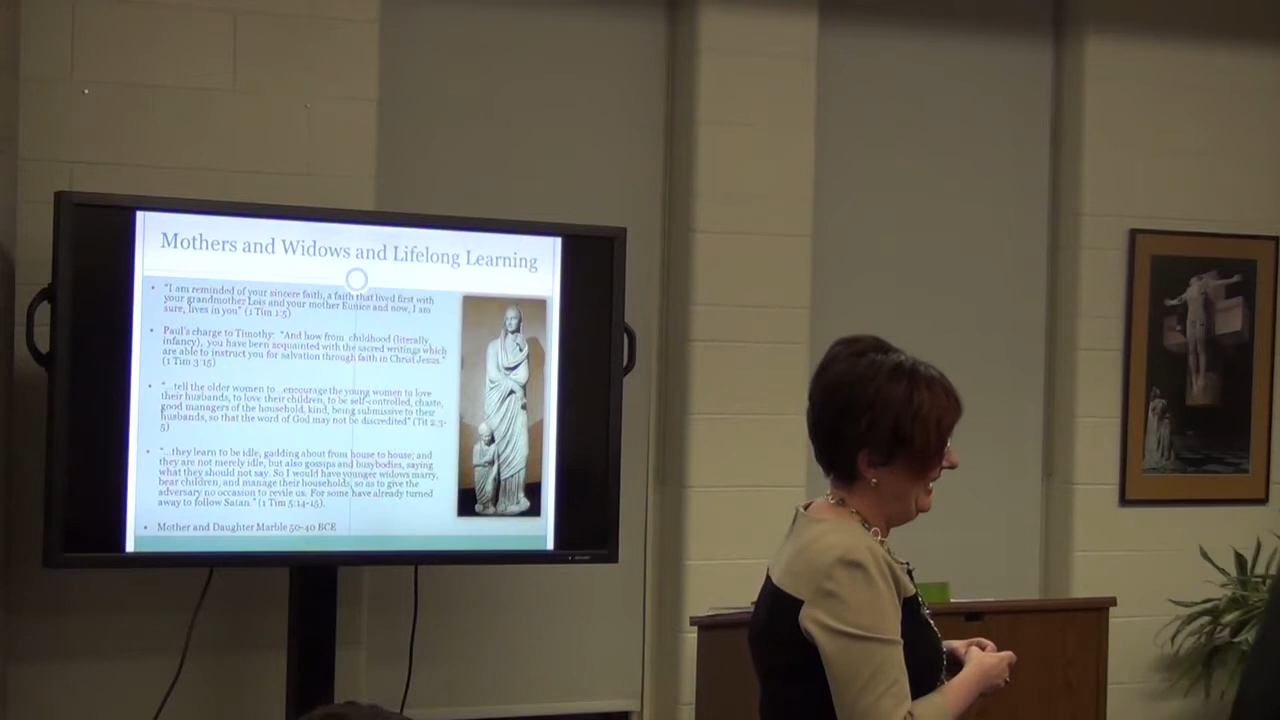 Mothers and Widows and Lifelong Learning
• "I am reminded of your sincere faith, a faith that lived first with
your grandmother Lois and your mother Eunice and now, I am
sure, lives in you" (1 Tim 1:5)
• Paul's charge to Timothy: "And how from childhood (literally
infancy), you have been acquainted with the sacred writings which
are able to instruct you for salvation through faith in Christ Jesus."
(1 Tim 3:15)
• "...tell the older women to ..encourage the young women to love
their husbands, to love their children, to be self-controlled, chaste,
good managers of the household, kind, being submissive to their
husbands, so that the word of God may not be discredited" (Tit 2:3-
5)
• "...they learn to be idle, gadding about from house to house; and
they are not merely idle, but also gossips and busybodies, saying
what they should not say. So I would have younger widows marry,
bear children, and manage their households, so as to give the
adversary no occasion to revile us. For some have already turned
away to follow Satan." (1 Tim 5:14-15).
• Mother and Daughter Marble 50-40 BCE